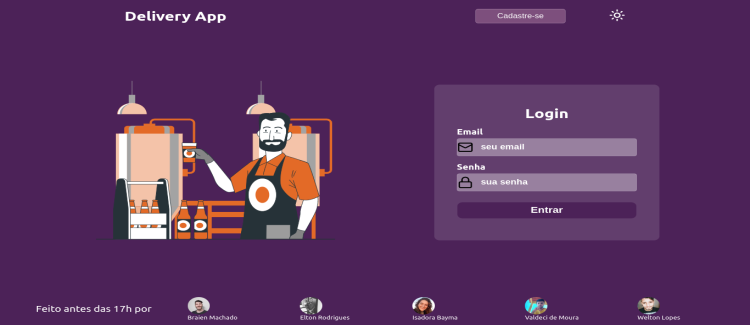 Delivery App
Cadastre-se
Login
Email
seu email
Senha
sua senha
Entrar
Feito antes das 17h por
Braien Machado
Elton Rodrigues
Isadora Bayma
Valdeci de Moura
Welton Lopes